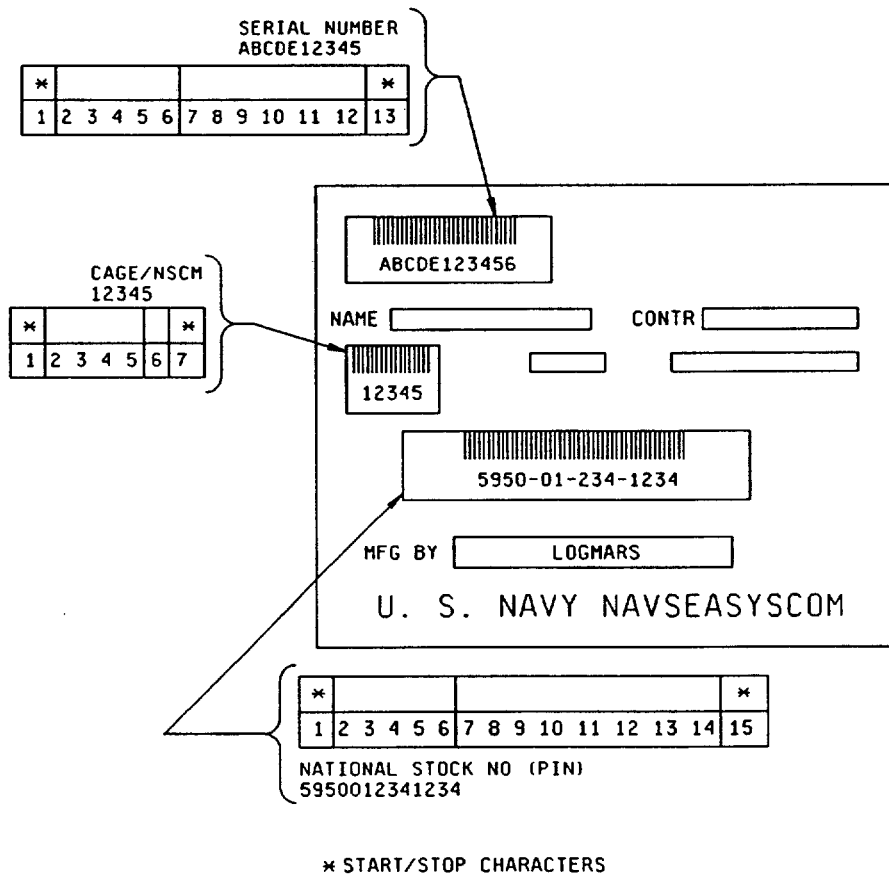 SERIAL NUMBER
ABCDE12345
* *
1 2 3 4 5 6 7 8 9 10 11 12 13
ABCDE123456
CAGE/NSCM
12345
* *
1 2 3 4 5 6 7
NAME CONTR
12345
5950-01-234-1234
MFG BY LOGMARS
U. S. NAVY NAVSEASYSCOM
* *
1 2 3 4 5 6 7 8 9 10 11 12 13 14 15
NATIONAL STOCK NO (PIN)
5950012341234
* START/STOP CHARACTERS